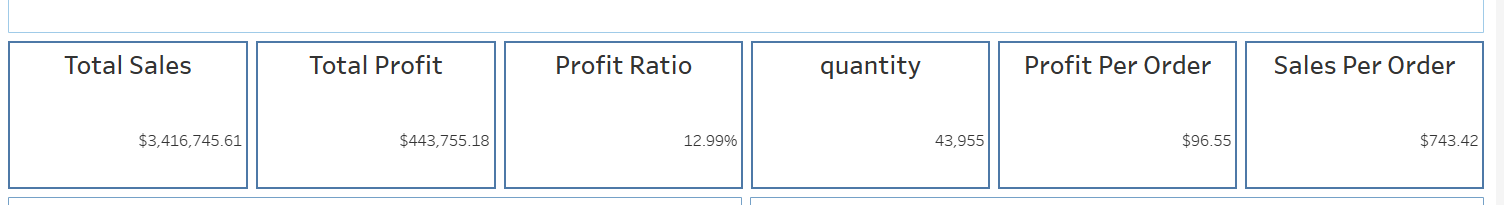 Total Sales
$3,416,745.61
Total Profit
$443,755.18
Profit Ratio
12.99%
quantity
43,955
Profit Per Order
$96.55
Sales Per Order
$743.42